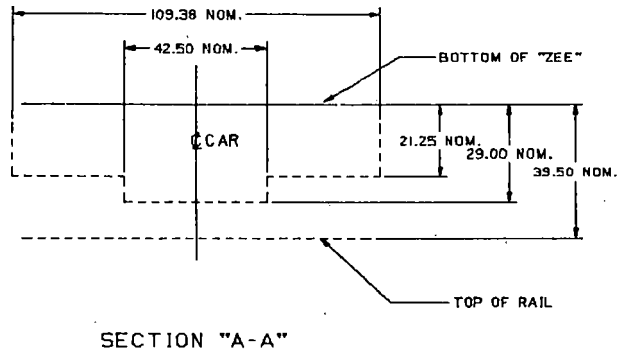 109.38 NOM.
42.50 NOM.
BOTTOM OF "ZEE"
℄ CAR
21.25 NOM.
29.00 NOM.
39.50 NOM.
TOP OF RAIL
SECTION "A-A"